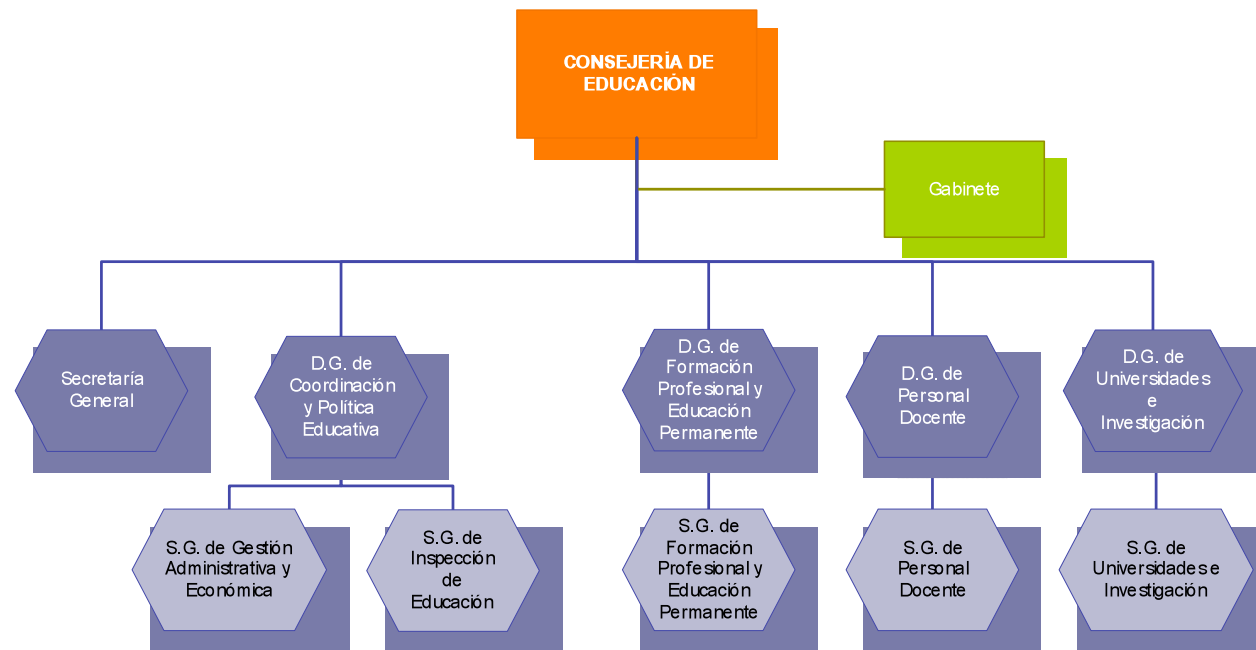 CONSEJERÍA DE
EDUCACIÓN
Gabinete
Secretaría
General
D.G. de
Coordinación
y Política
Educativa
D.G. de
Formación
Profesional y
Educación
Permanente
D.G. de
Personal
Docente
D.G. de
Universidades
e
Investigación
S.G. de Gestión
Administrativa y
Económica
S.G. de
Inspección
de
Educación
S.G. de
Formación
Profesional y
Educación
Permanente
S.G. de
Personal
Docente
S.G. de
Universidades e
Investigación